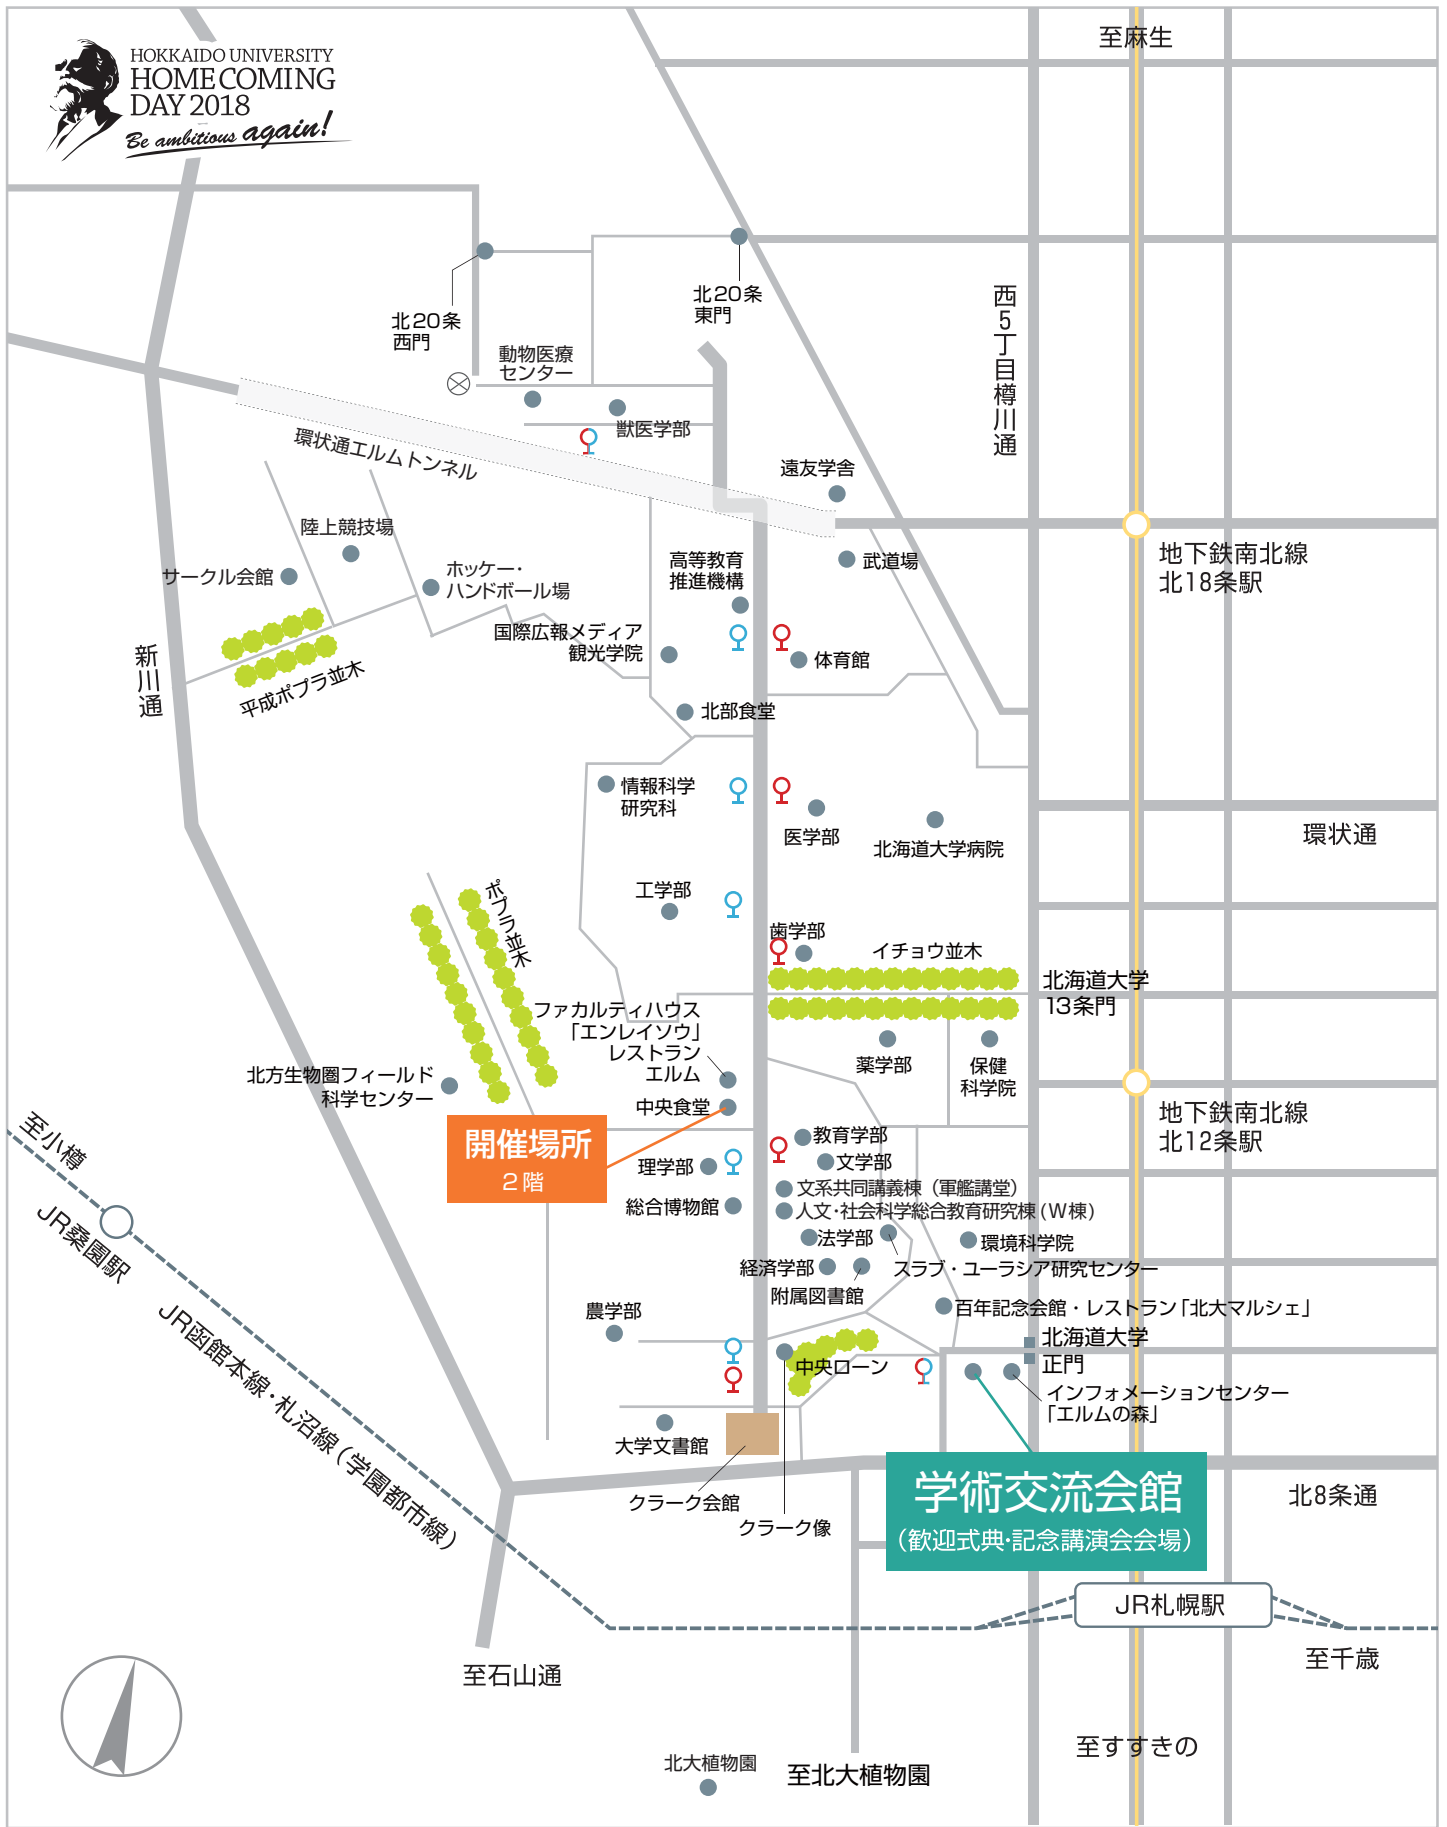 HOKKAIDO UNIVERSITY
HOME COMING
DAY 2018
Be ambitious again!
至麻生
北20条
東門
北20条
西門
西5丁目樽川通
動物医療
センター
獣医学部
環状通エルムトンネル
遠友学舎
陸上競技場
サークル会館
ホッケー・
ハンドボール場
高等教育
推進機構
武道場
地下鉄南北線
北18条駅
国際広報メディア
観光学院
体育館
新川通
平成ポプラ並木
北部食堂
情報科学
研究科
医学部
北海道大学病院
環状通
工学部
ポプラ並木
歯学部
イチョウ並木
北海道大学
13条門
ファカルティハウス
「エンレイソウ」
レストラン
エルム
薬学部
保健
科学院
北方生物圏フィールド
科学センター
中央食堂
地下鉄南北線
北12条駅
開催場所
2階
教育学部
文学部
理学部
文系共同講義棟（軍艦講堂）
総合博物館
人文・社会科学総合教育研究棟(W棟)
法学部
環境科学院
経済学部
スラブ・ユーラシア研究センター
附属図書館
百年記念会館・レストラン「北大マルシェ」
農学部
北海道大学
正門
中央ローン
インフォメーションセンター
「エルムの森」
大学文書館
クラーク会館
クラーク像
学術交流会館
（歓迎式典・記念講演会会場）
北8条通
至小樽
JR桑園駅
JR函館本線・札沼線（学園都市線）
JR札幌駅
至千歳
至石山通
至すすきの
北大植物園
至北大植物園